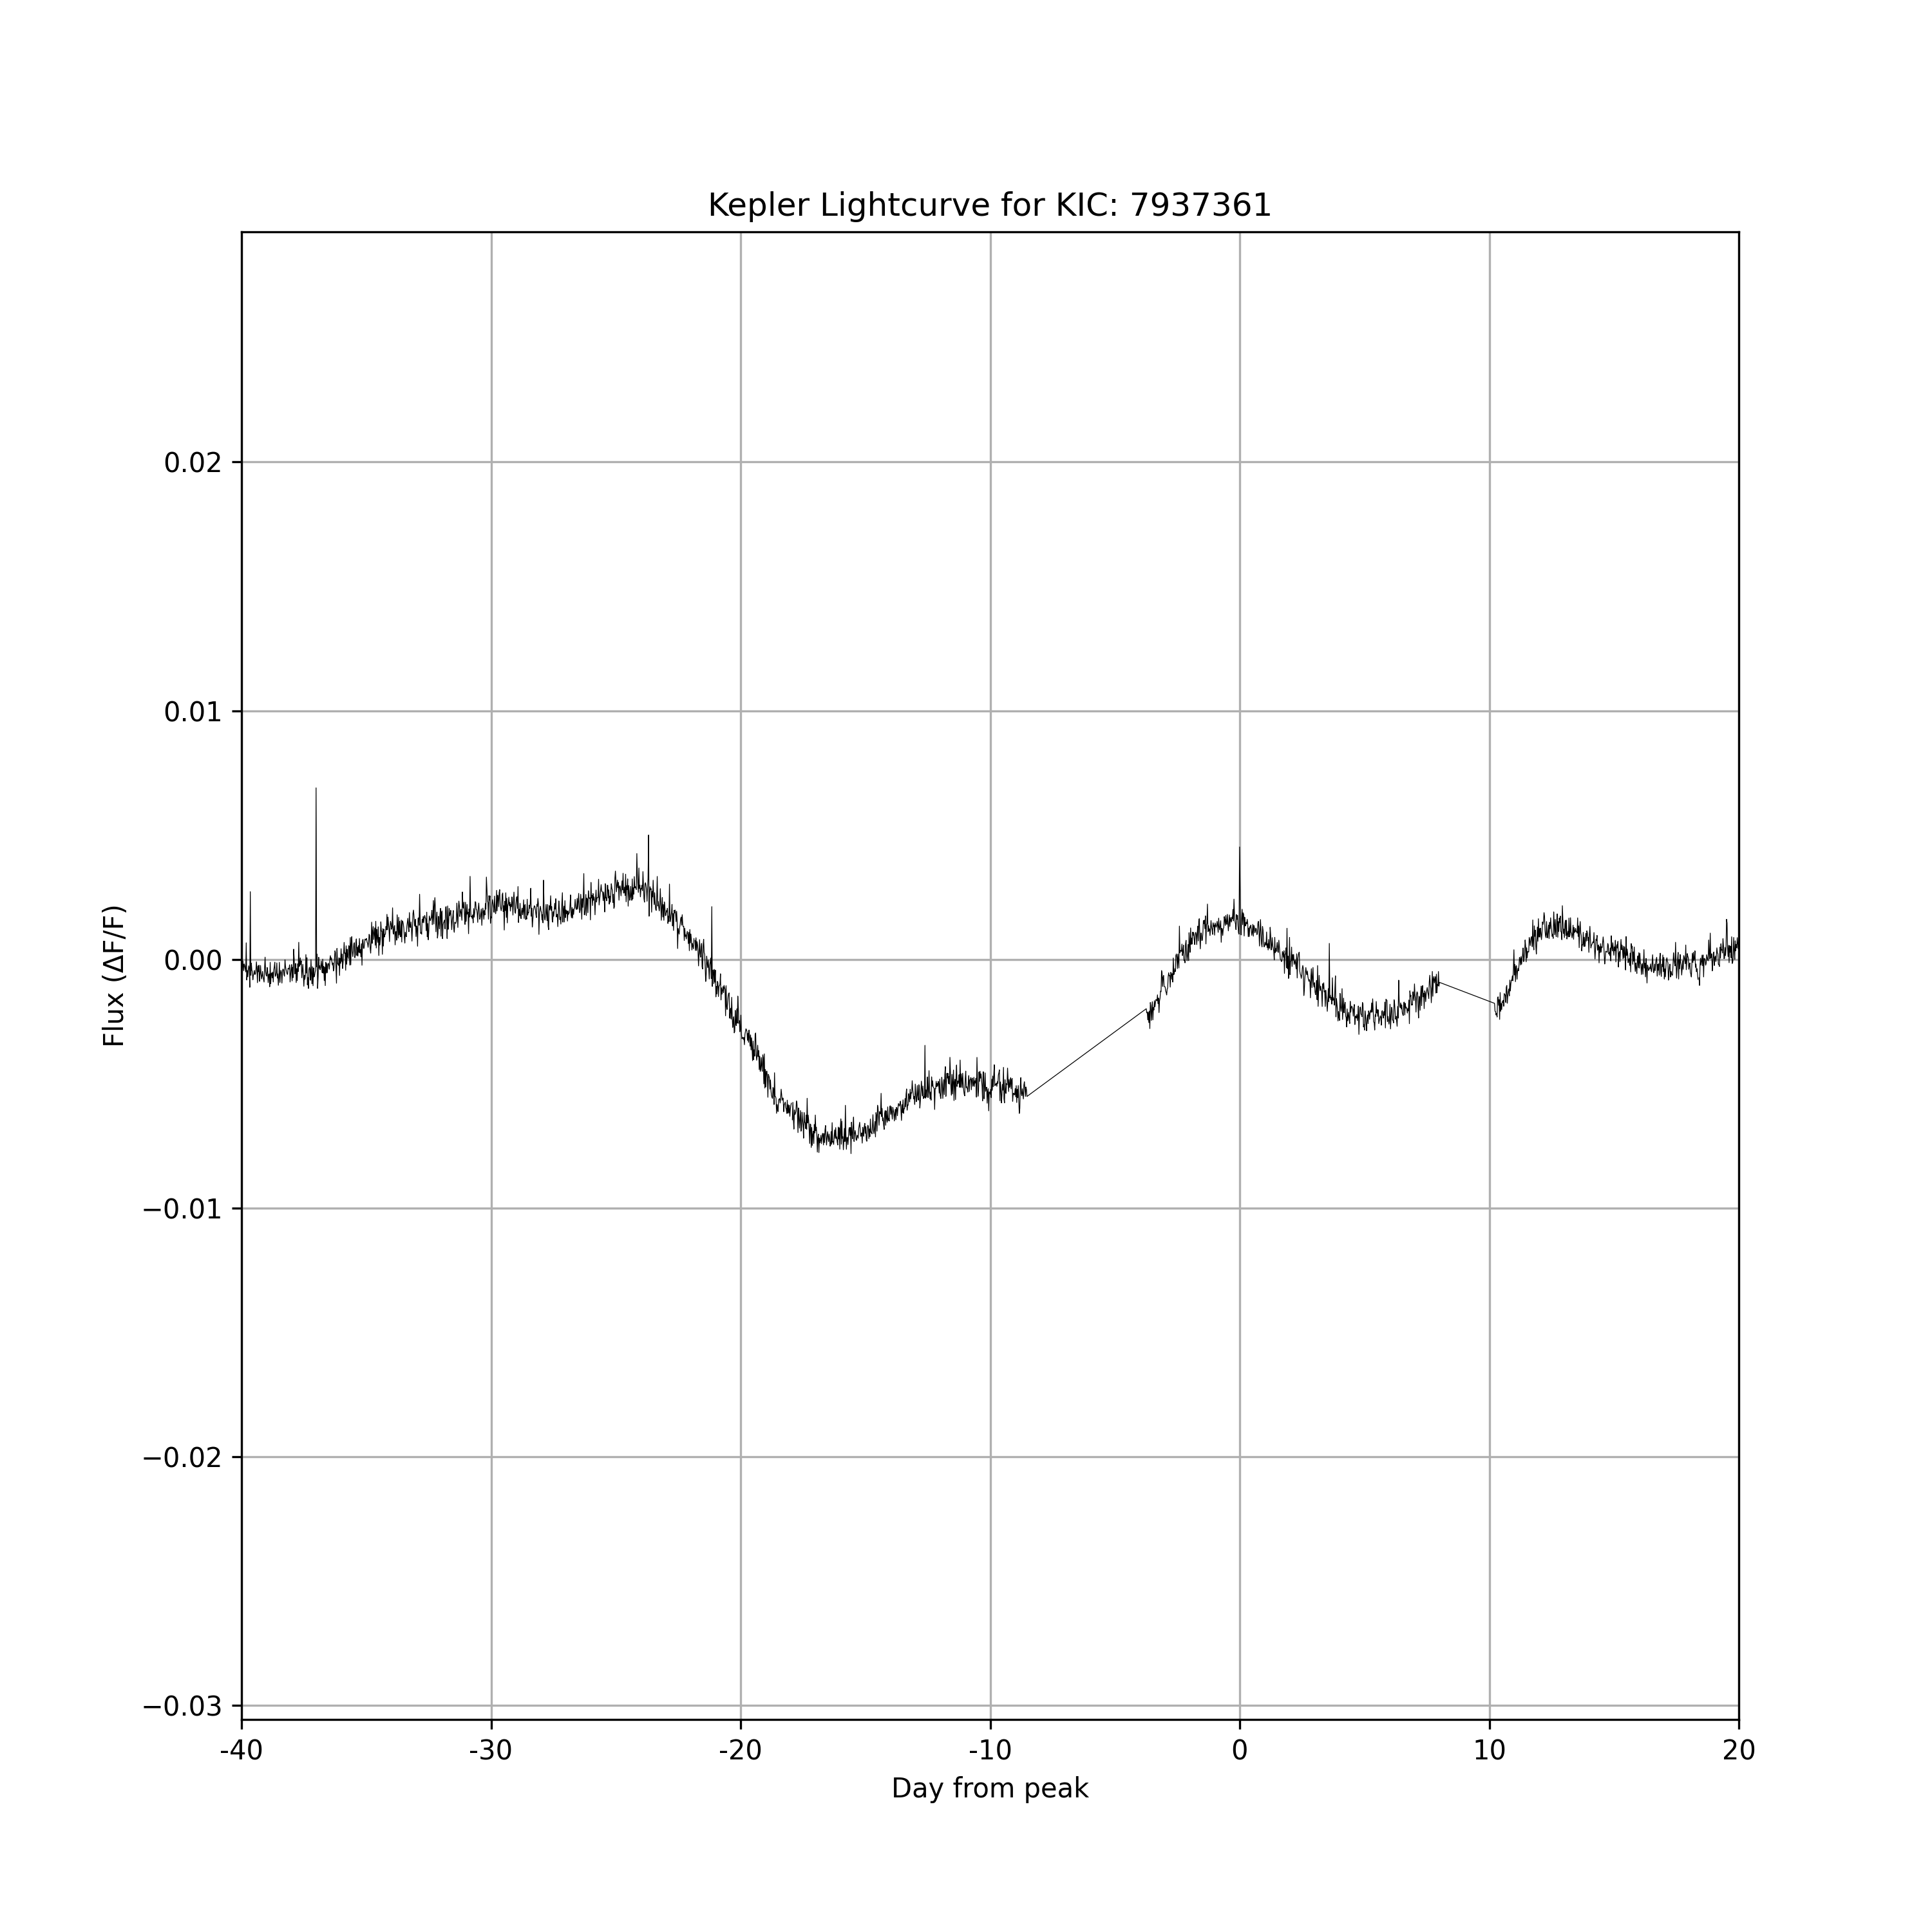 Kepler Lightcurve for KIC: 7937361
Flux (ΔF/F)
0.02
0.01
0.00
−0.01
−0.02
−0.03
-40 -30 -20 -10 0 10 20
Day from peak